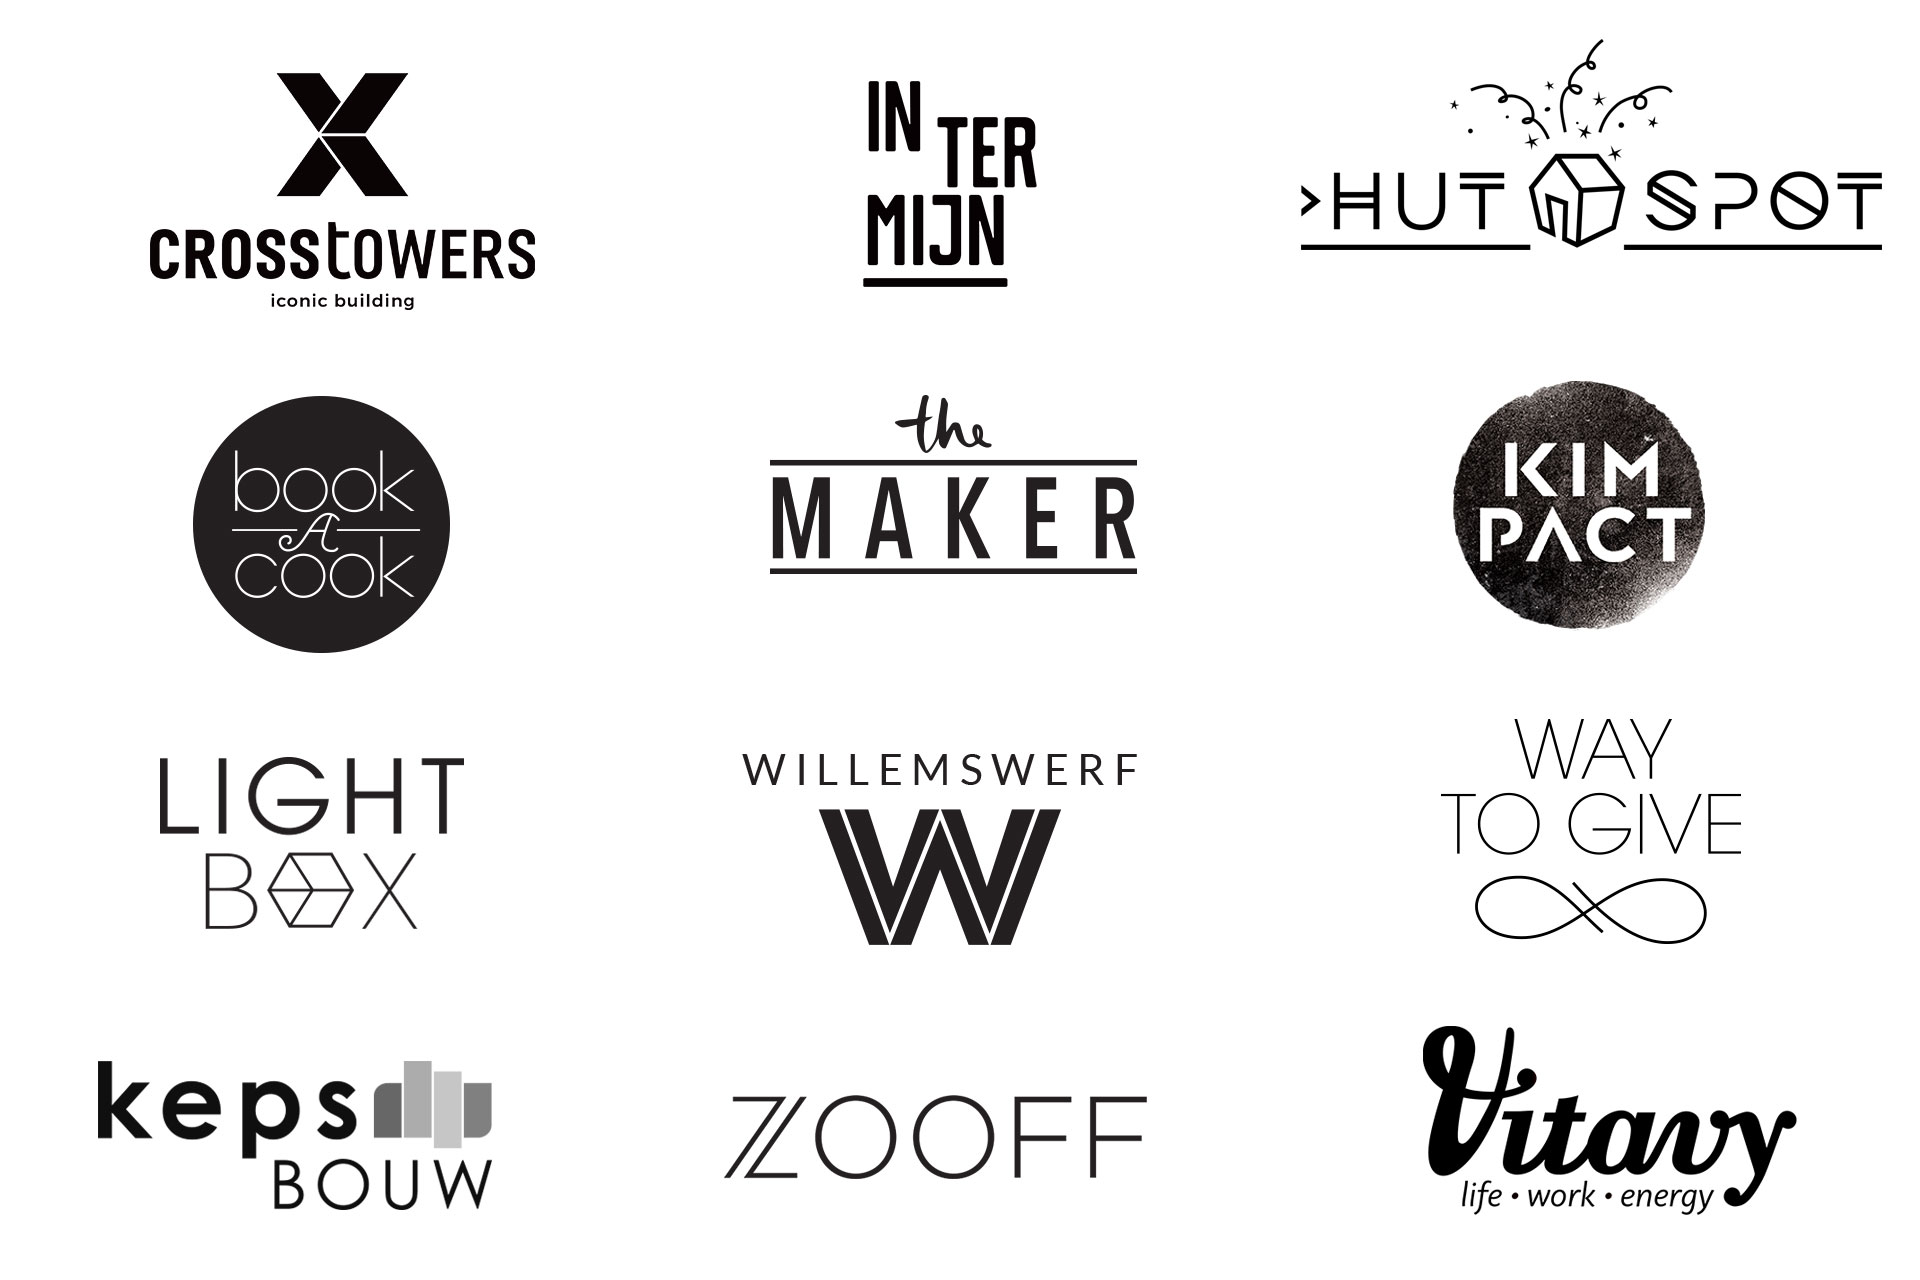 CROSStOWERS
iconic building
IN
TER
MIJN
>HUT SPOT
book
A
cook
the
MAKER
KIM
PACT
LIGHT
BOX
WILLEMSWERF
W
WAY
TO GIVE
keps
BOUW
ZOOFF
Vitavy
life • work • energy